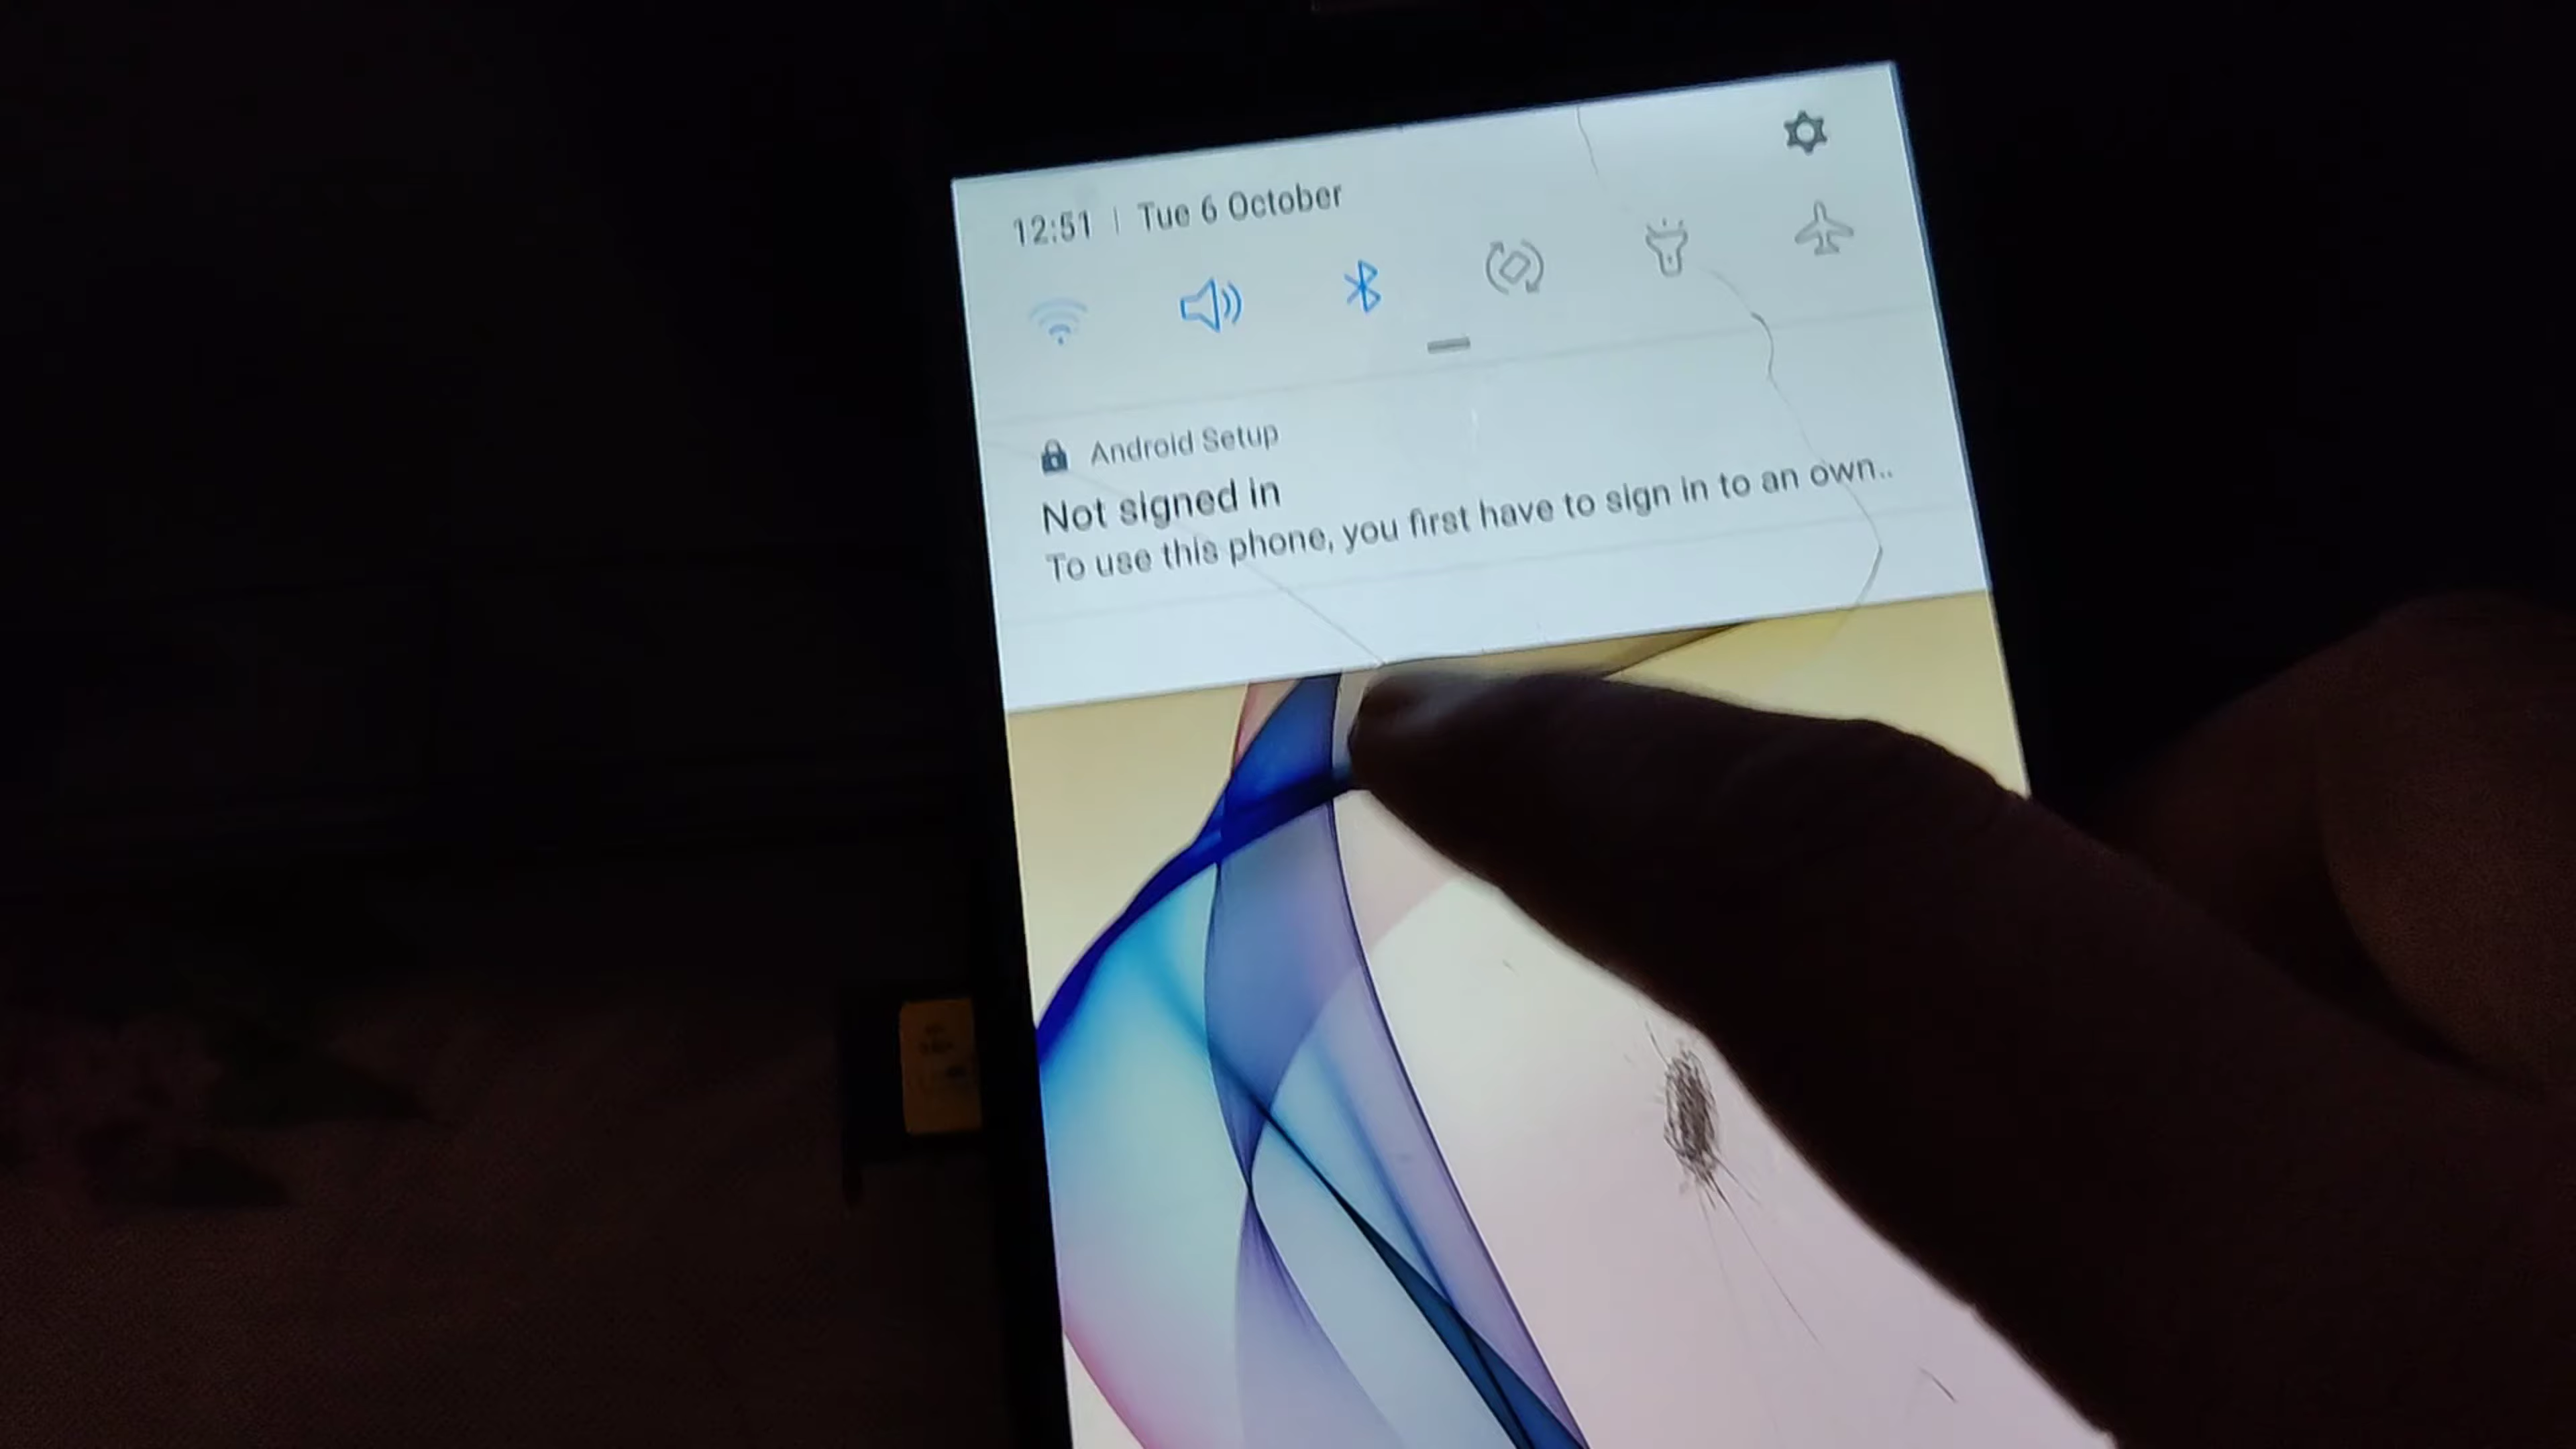 12:51 | Tue 6 October
Android Setup
Not signed in
To use this phone, you first have to sign in to an own..